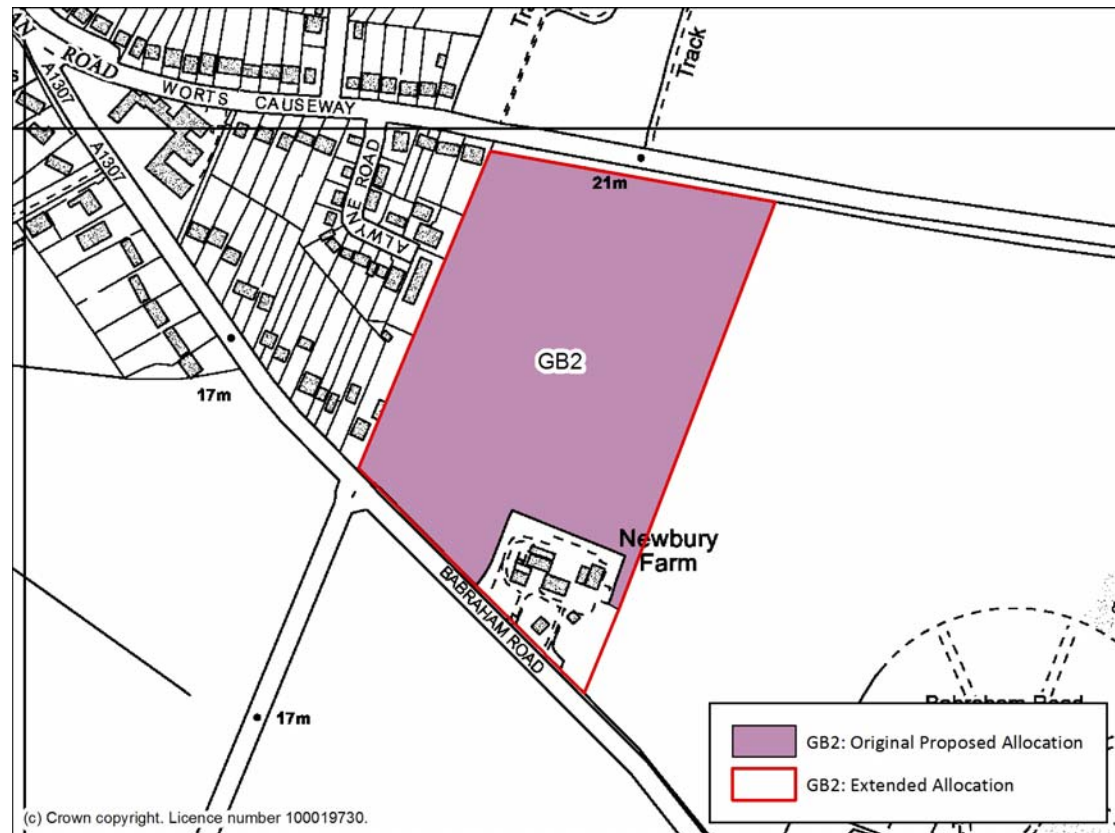 Track
ROAD
WORTS CAUSEWAY
A1307
A1307
ALWYNE ROAD
21m
GB2
17m
Newbury
Farm
BABRAHAM ROAD
17m
GB2: Original Proposed Allocation
GB2: Extended Allocation
(c) Crown copyright. Licence number 100019730.